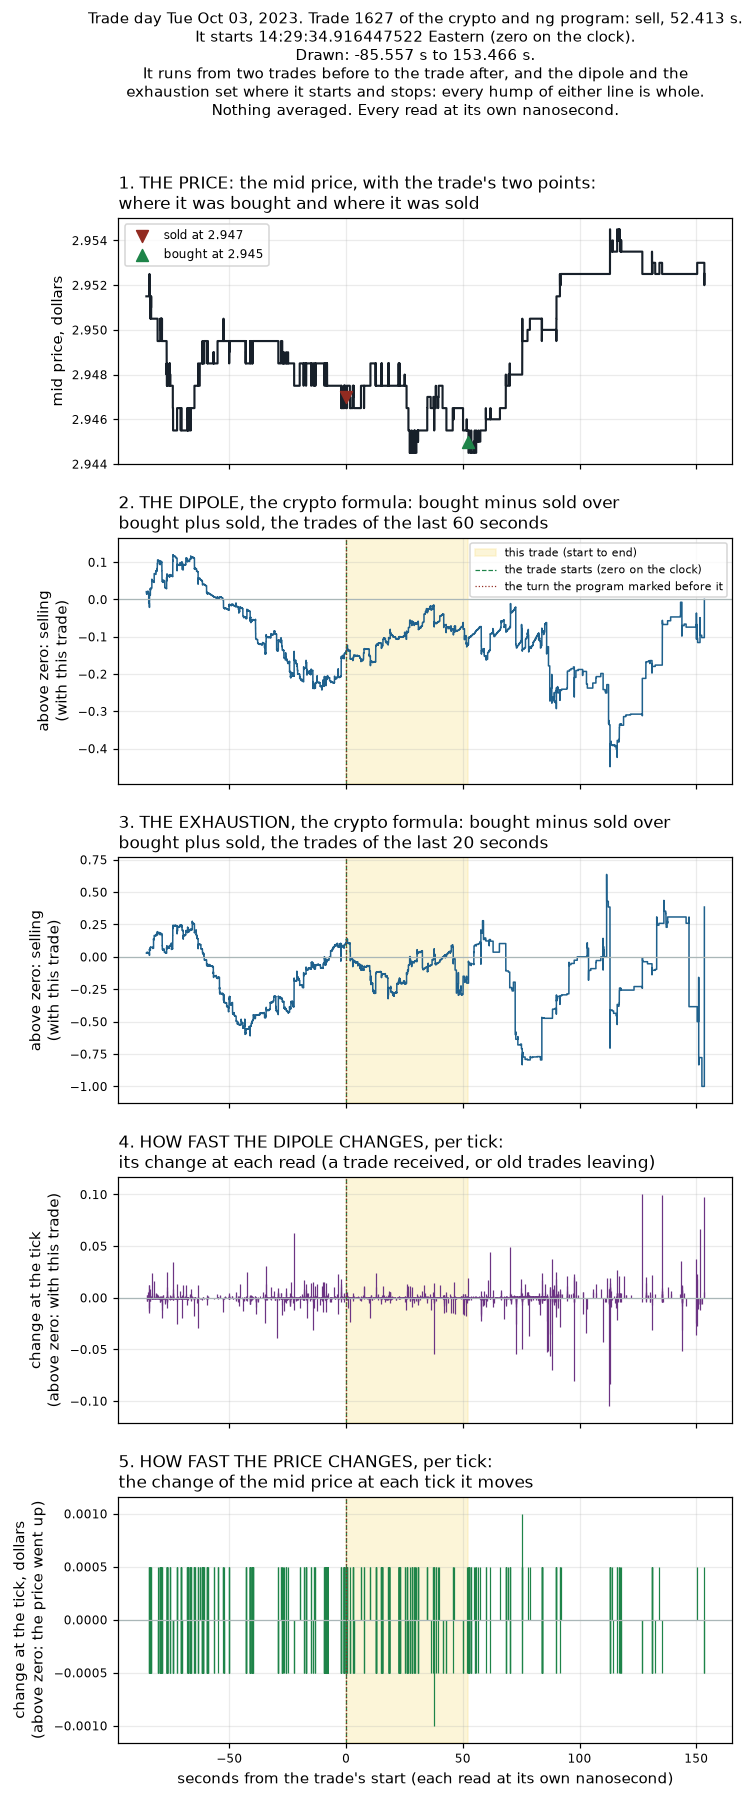 Trade day Tue Oct 03, 2023. Trade 1627 of the crypto and ng program: sell, 52.413 s.
It starts 14:29:34.916447522 Eastern (zero on the clock).
Drawn: -85.557 s to 153.466 s.
It runs from two trades before to the trade after, and the dipole and the
exhaustion set where it starts and stops: every hump of either line is whole.
Nothing averaged. Every read at its own nanosecond.
1. THE PRICE: the mid price, with the trade's two points:
where it was bought and where it was sold
sold at 2.947
bought at 2.945
mid price, dollars
2.954
2.952
2.950
2.948
2.946
2.944
2. THE DIPOLE, the crypto formula: bought minus sold over
bought plus sold, the trades of the last 60 seconds
this trade (start to end)
the trade starts (zero on the clock)
the turn the program marked before it
above zero: selling
(with this trade)
0.1
0.0
−0.1
−0.2
−0.3
−0.4
3. THE EXHAUSTION, the crypto formula: bought minus sold over
bought plus sold, the trades of the last 20 seconds
above zero: selling
(with this trade)
0.75
0.50
0.25
0.00
−0.25
−0.50
−0.75
−1.00
4. HOW FAST THE DIPOLE CHANGES, per tick:
its change at each read (a trade received, or old trades leaving)
change at the tick
(above zero: with this trade)
0.10
0.05
0.00
−0.05
−0.10
5. HOW FAST THE PRICE CHANGES, per tick:
the change of the mid price at each tick it moves
change at the tick, dollars
(above zero: the price went up)
0.0010
0.0005
0.0000
−0.0005
−0.0010
−50
0
50
100
150
seconds from the trade's start (each read at its own nanosecond)